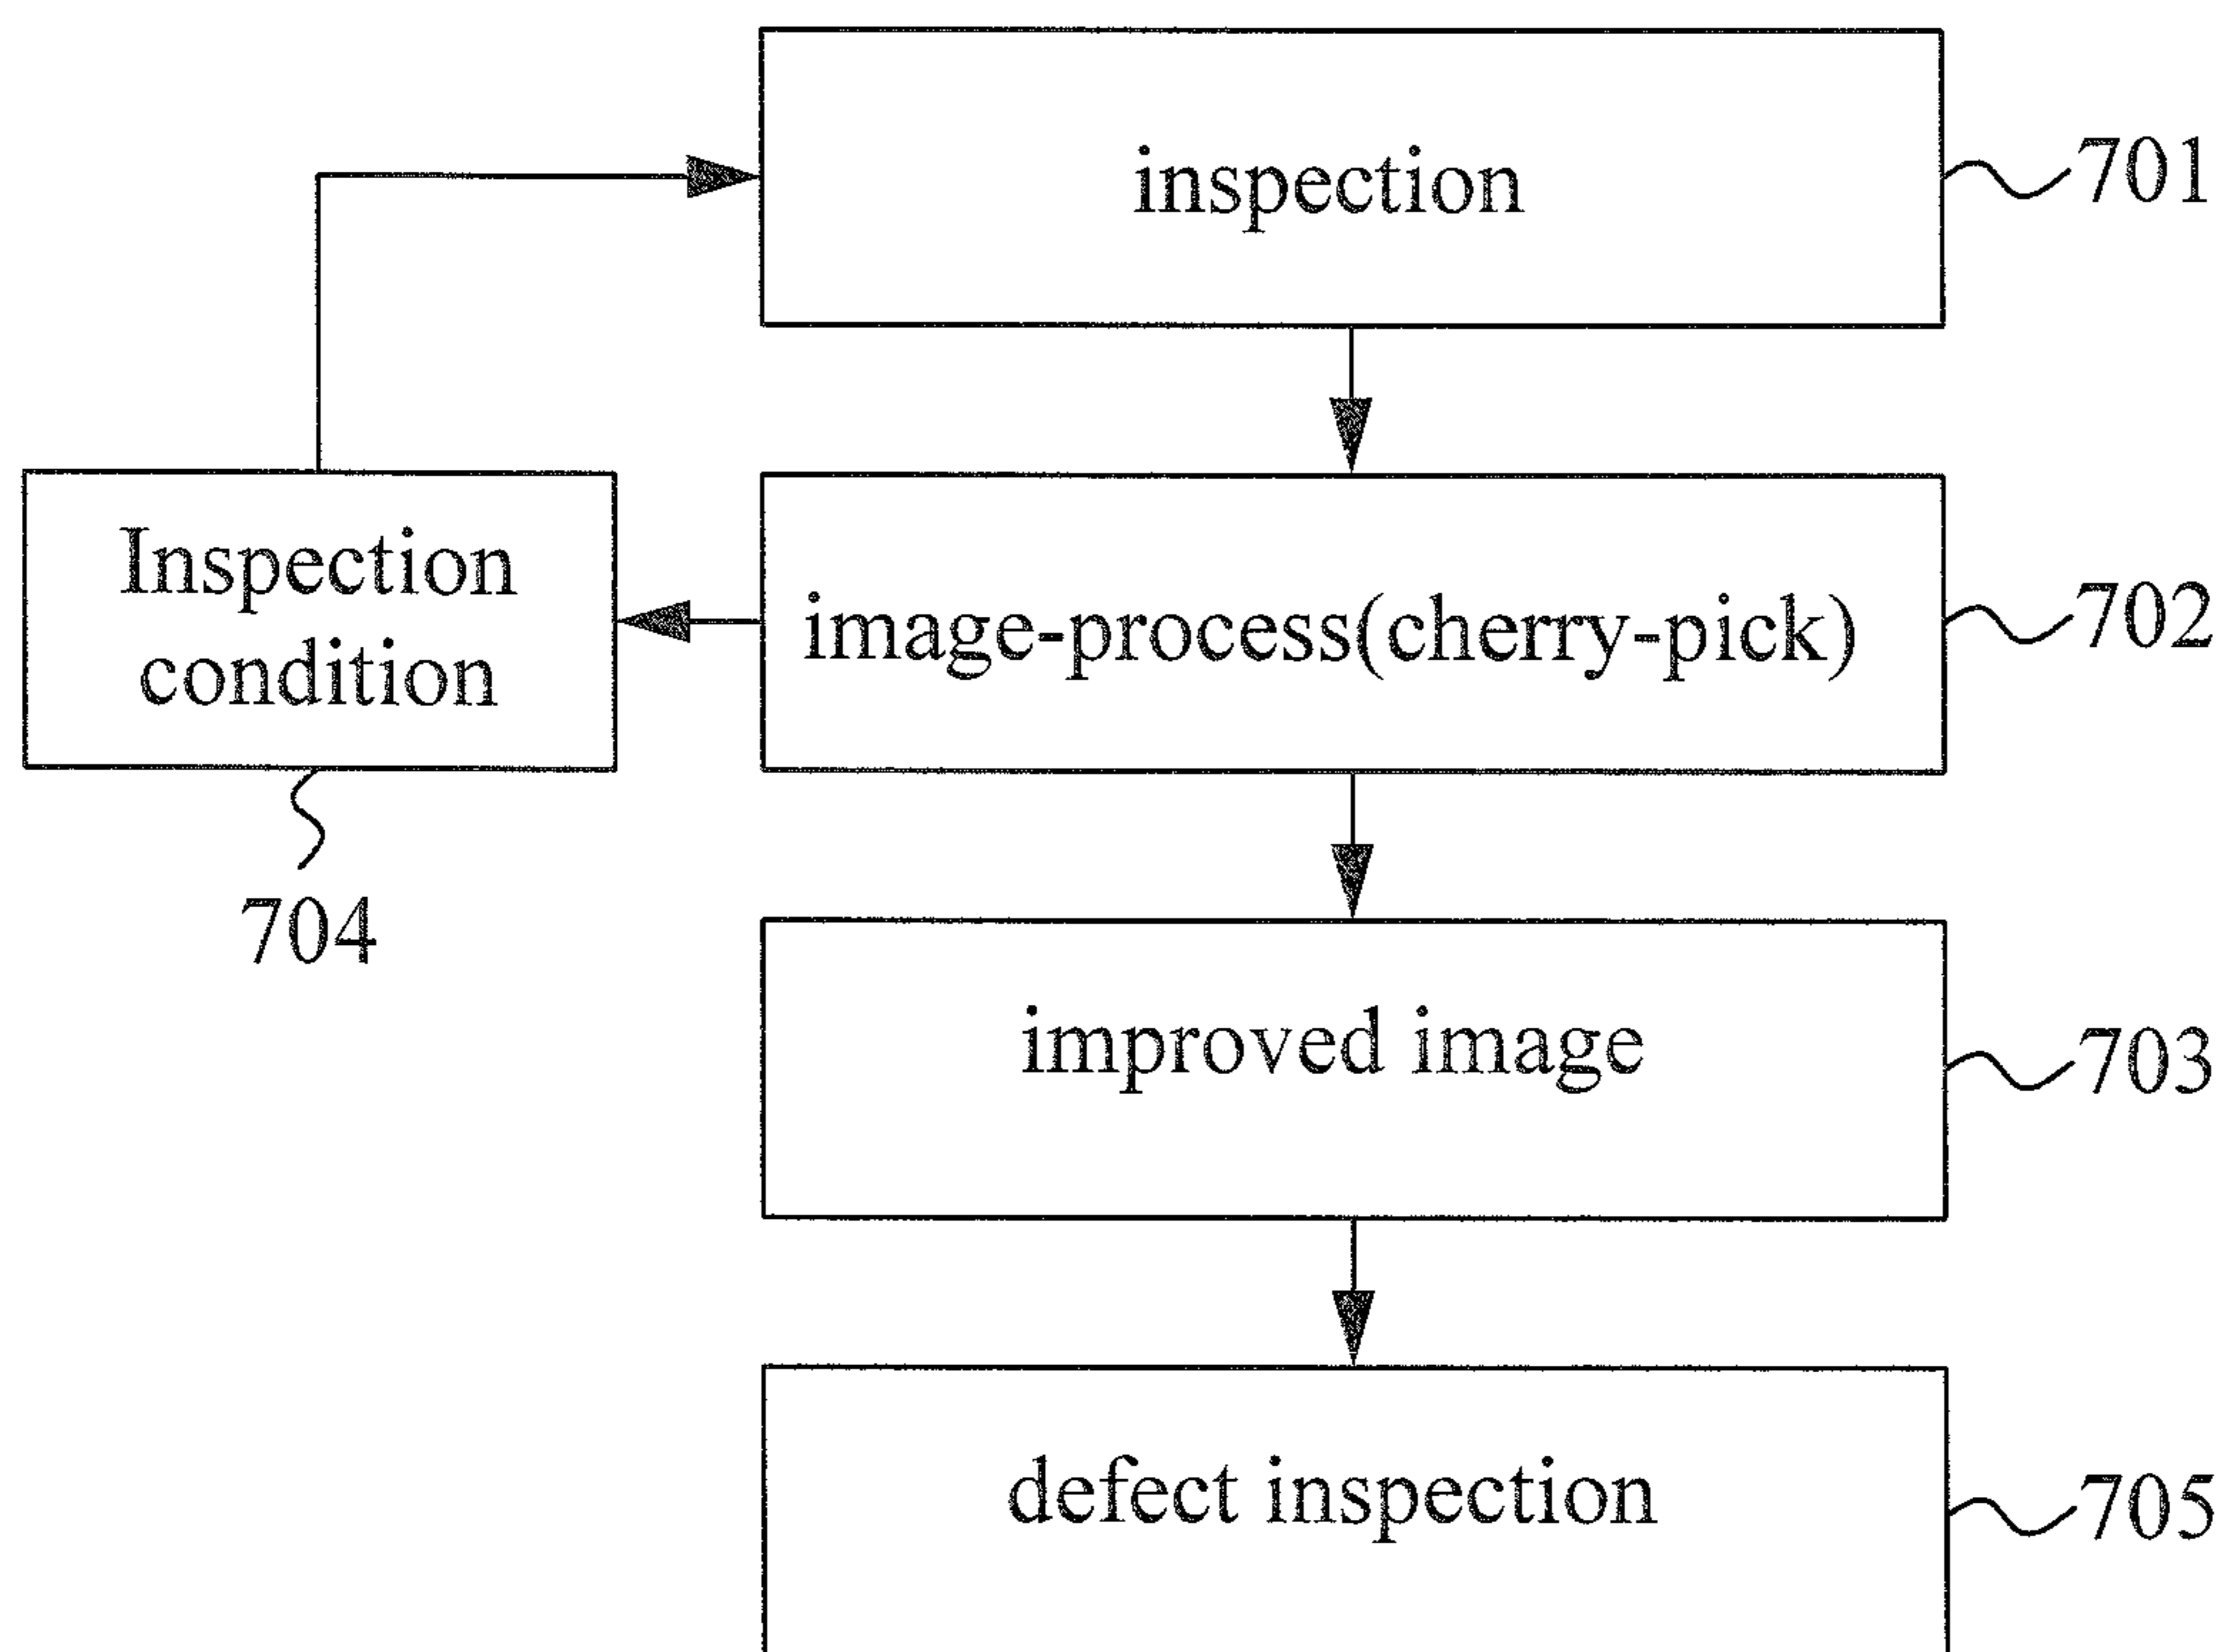 inspection
701
Inspection
condition
704
image-process(cherry-pick)
702
improved image
703
defect inspection
705